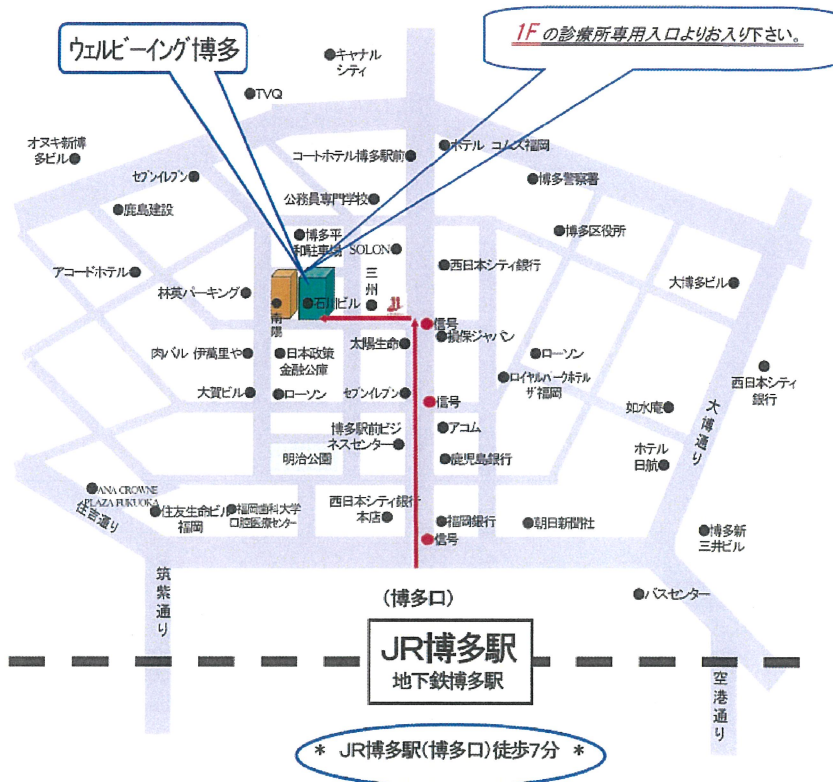 ウェルビーイング博多
1Fの診療所専用入口よりお入り下さい。
キャナル
シティ
TVQ
オヌキ新博
多ビル
セブンイレブン
コートホテル博多駅前
ホテル コムズ福岡
博多警察署
鹿島建設
公務員専門学校
博多平
和駐車場
SOLON
博多区役所
西日本シティ銀行
アコードホテル
林英パーキング
三州
大博多ビル
石川ビル
南陽
信号
損保ジャパン
太陽生命
肉バル 伊萬里や
日本政策
金融公庫
ローソン
ロイヤルパークホテル
ザ福岡
西日本シティ
銀行
大賀ビル
ローソン
セブンイレブン
信号
如水庵
大博通り
博多駅前ビジ
ネスセンター
アコム
明治公園
鹿児島銀行
ホテル
日航
ANA CROWNE
PLAZA FUKUOKA
住吉通り
住友生命ビル
福岡
福岡歯科大学
口腔医療センター
西日本シティ銀行
本店
福岡銀行
信号
朝日新聞社
博多新
三井ビル
筑紫通り
(博多口)
バスセンター
JR博多駅
地下鉄博多駅
空港通り
* JR博多駅(博多口)徒歩7分 *